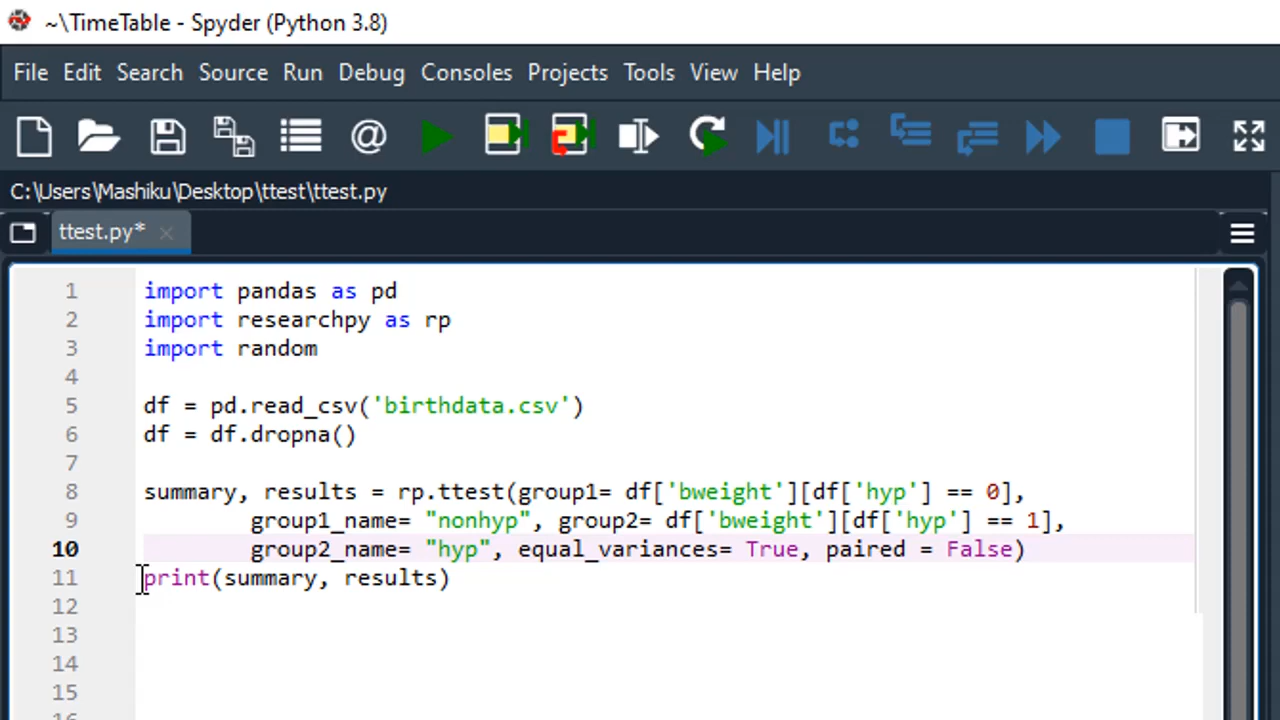 ~\TimeTable - Spyder (Python 3.8)
File Edit Search Source Run Debug Consoles Projects Tools View Help
C:\Users\Mashiku\Desktop\ttest\ttest.py
ttest.py*
1 import pandas as pd
2 import researchpy as rp
3 import random
4
5 df = pd.read_csv('birthdata.csv')
6 df = df.dropna()
7
8 summary, results = rp.ttest(group1= df['bweight'][df['hyp'] == 0],
9 group1_name= "nonhyp", group2= df['bweight'][df['hyp'] == 1],
10 group2_name= "hyp", equal_variances= True, paired = False)
11 print(summary, results)
12
13
14
15
16